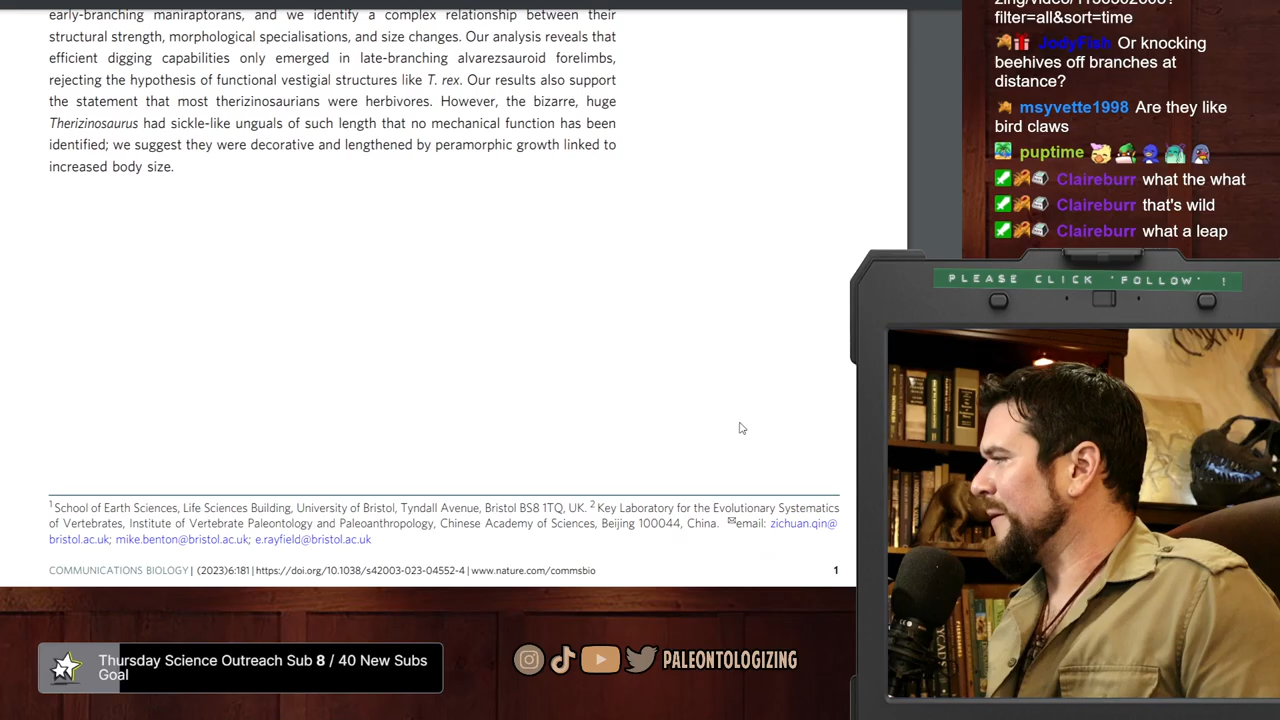 early-branching maniraptorans, and we identify a complex relationship between their
structural strength, morphological specialisations, and size changes. Our analysis reveals that
efficient digging capabilities only emerged in late-branching alvarezsauroid forelimbs,
rejecting the hypothesis of functional vestigial structures like T. rex. Our results also support
the statement that most therizinosaurians were herbivores. However, the bizarre, huge
Therizinosaurus had sickle-like unguals of such length that no mechanical function has been
identified; we suggest they were decorative and lengthened by peramorphic growth linked to
increased body size.
1 School of Earth Sciences, Life Sciences Building, University of Bristol, Tyndall Avenue, Bristol BS8 1TQ, UK. 2 Key Laboratory for the Evolutionary Systematics
of Vertebrates, Institute of Vertebrate Paleontology and Paleoanthropology, Chinese Academy of Sciences, Beijing 100044, China. email: zichuan.qin@
bristol.ac.uk; mike.benton@bristol.ac.uk; e.rayfield@bristol.ac.uk
COMMUNICATIONS BIOLOGY | (2023)6:181 | https://doi.org/10.1038/s42003-023-04552-4 | www.nature.com/commsbio 1
filter=all&sort=time
JodyFish Or knocking
beehives off branches at
distance?
msyvette1998 Are they like
bird claws
puptime
Claireburr what the what
Claireburr that's wild
Claireburr what a leap
PLEASE CLICK 'FOLLOW' !
CYCADS
Thursday Science Outreach Sub 8 / 40 New Subs
Goal
PALEONTOLOGIZING